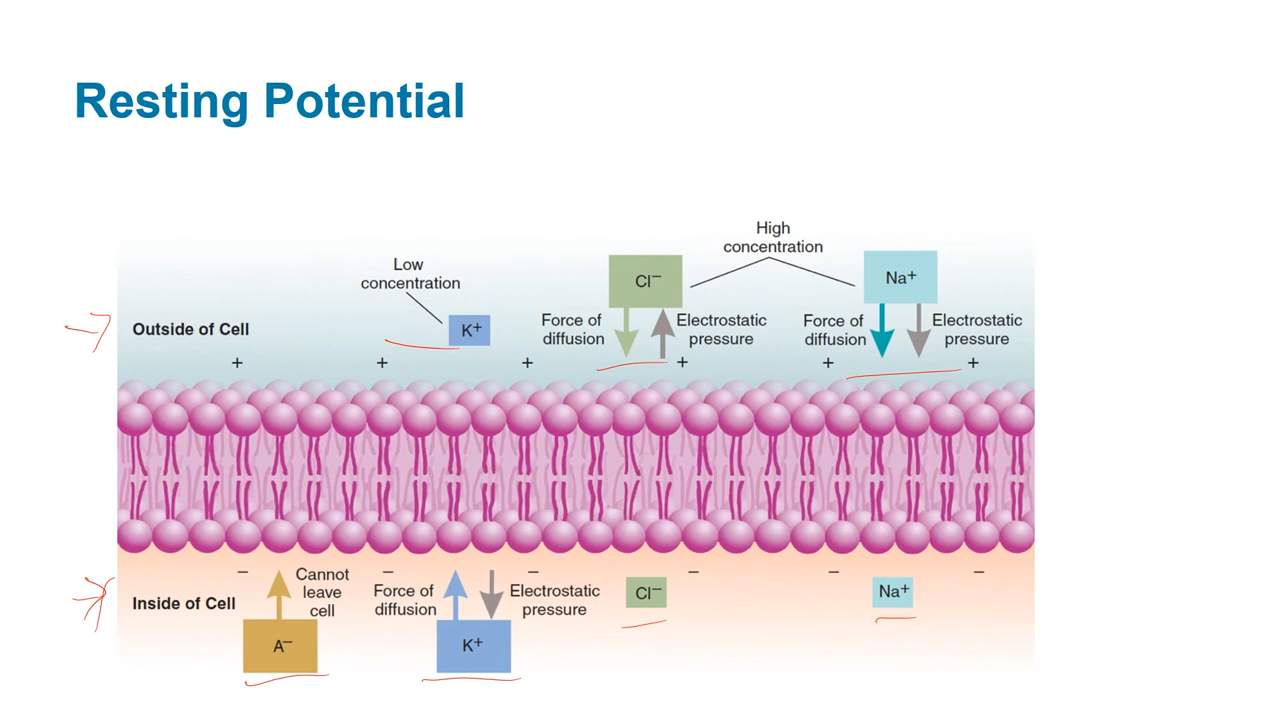 Resting Potential
High
concentration
Low
concentration
Cl−
Na+
K+
Outside of Cell
Force of
diffusion
Electrostatic
pressure
Force of
diffusion
Electrostatic
pressure
+ + + + + +
− − − − − −
Inside of Cell
Cannot
leave
cell
Force of
diffusion
Electrostatic
pressure
Cl−
Na+
A−
K+